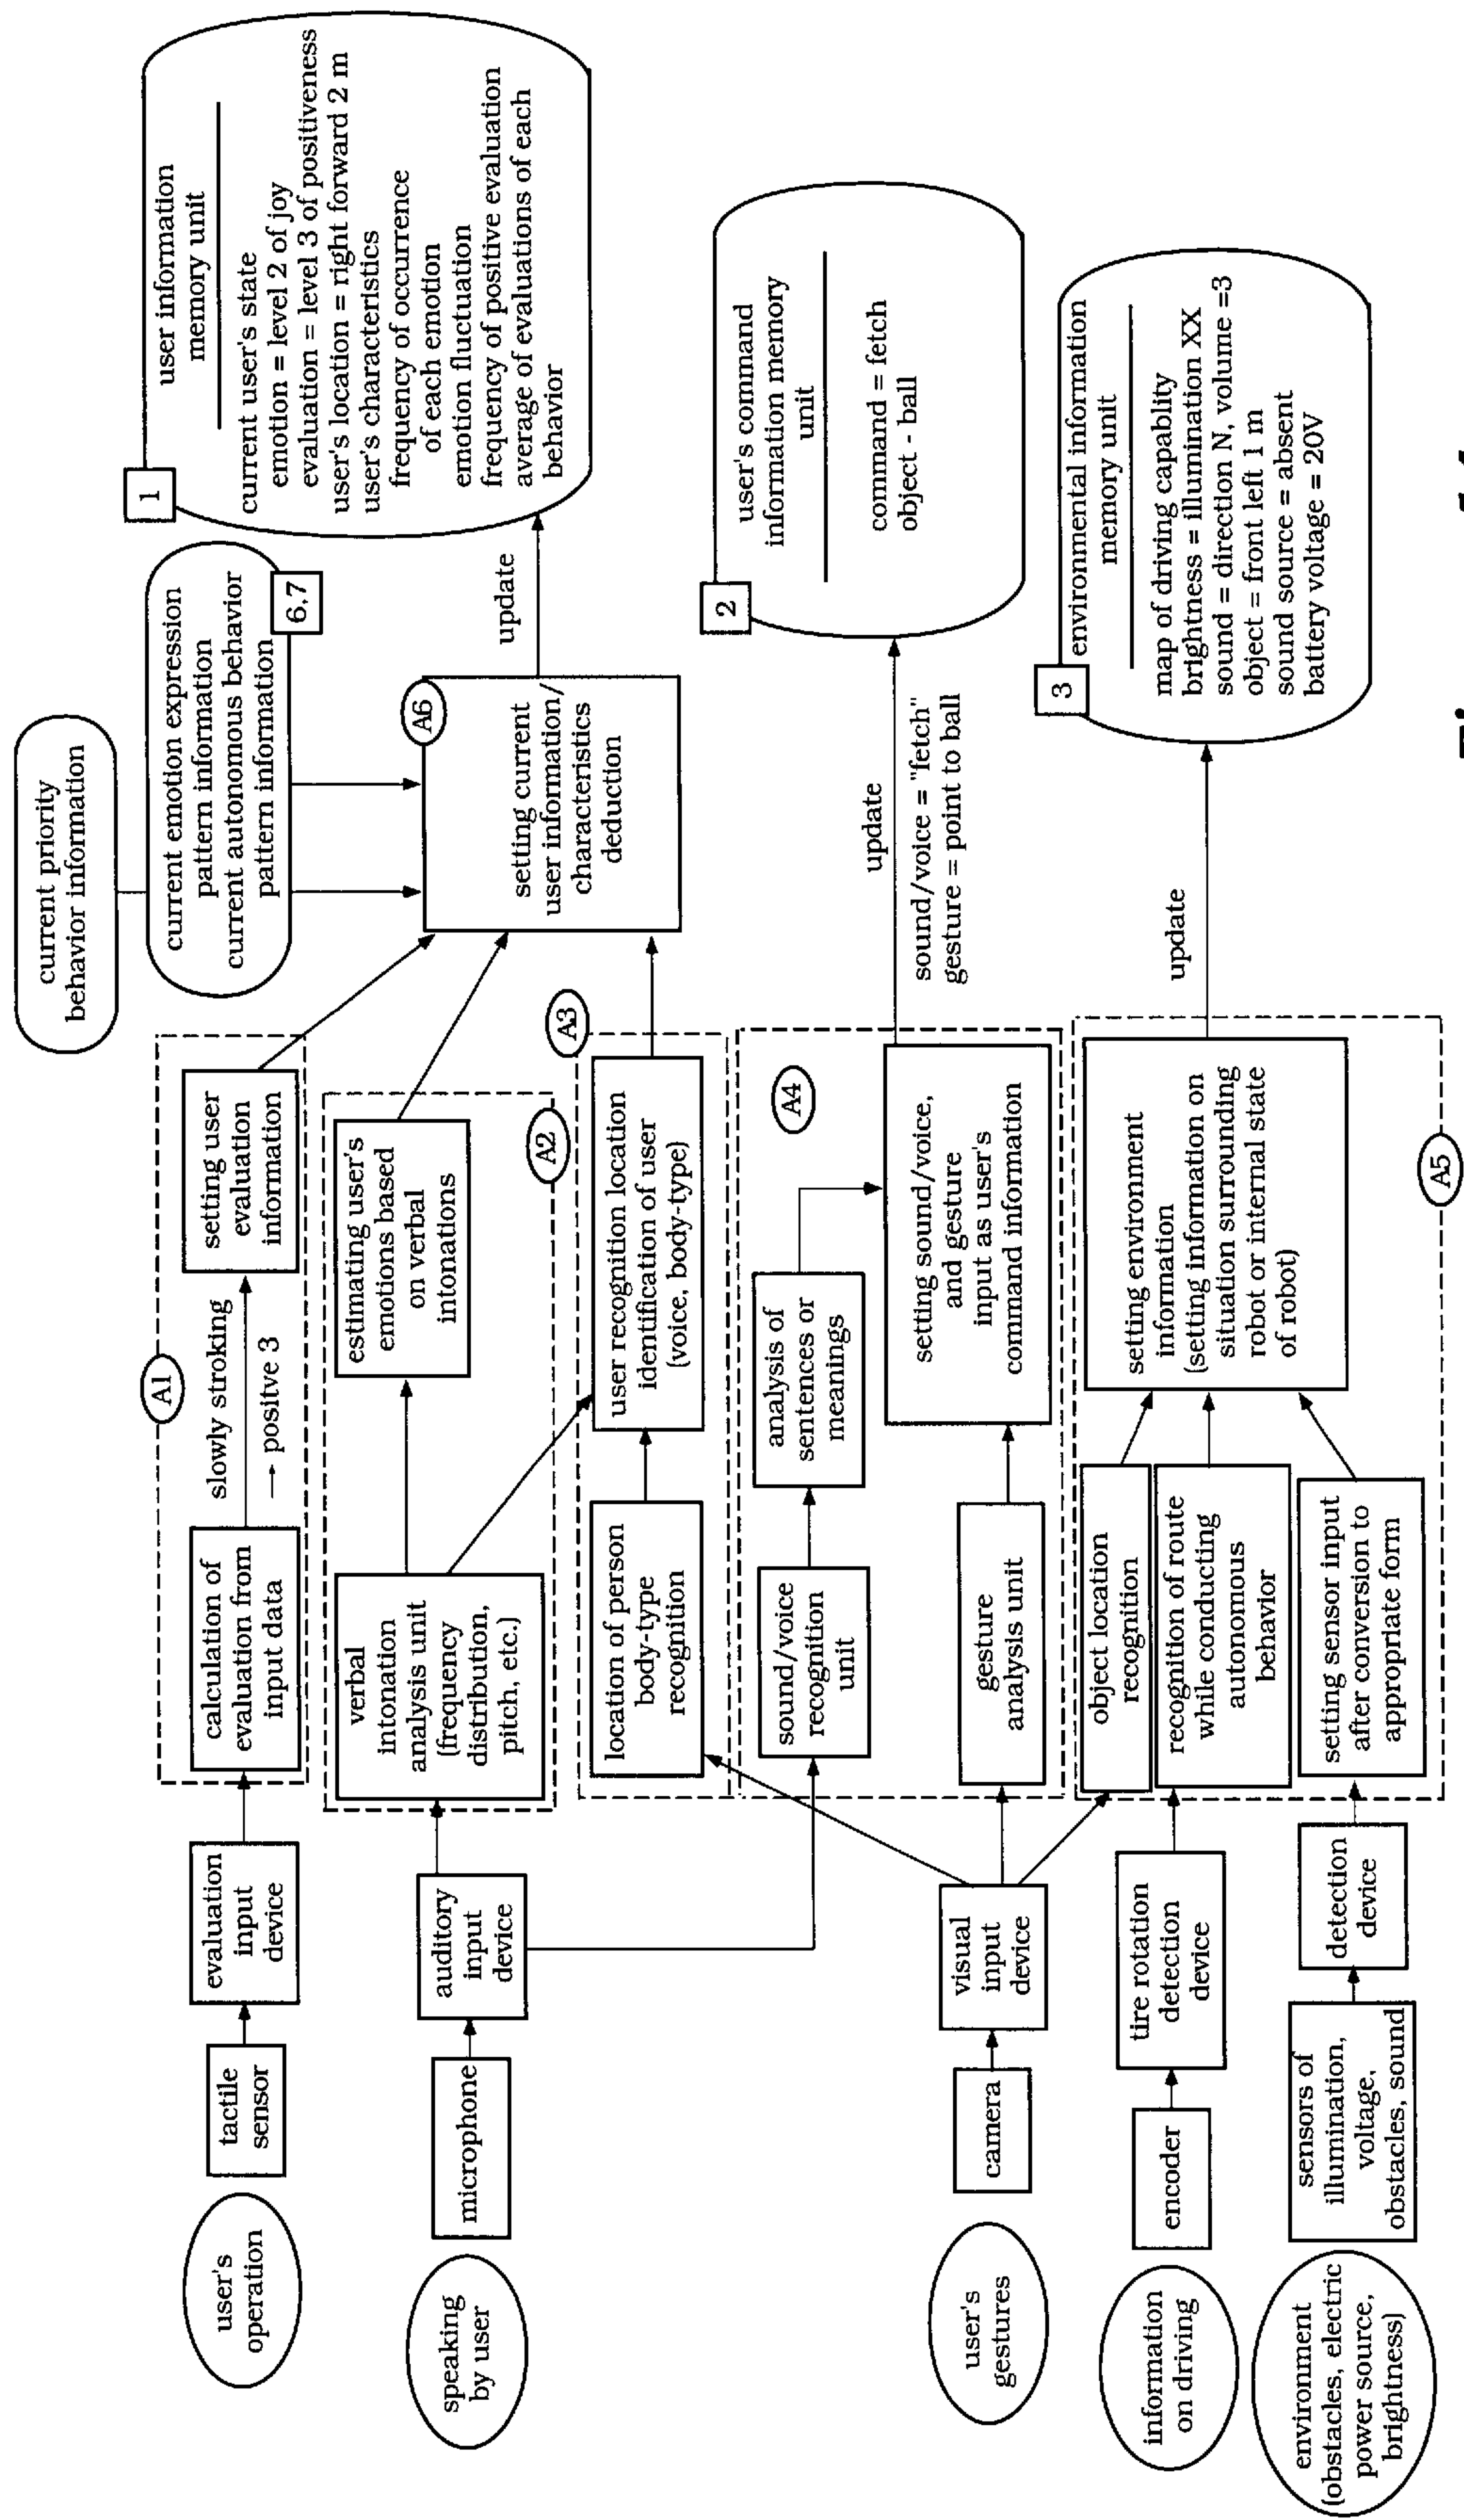 user's
operation
tactile
sensor
evaluation
input
device
A1
calculation of
evaluation from
input data
slowly stroking
→ positve 3
setting user
evaluation
information
speaking
by user
microphone
auditory
input
device
verbal
intonation
analysis unit
(frequency
distribution,
pitch, etc.)
estimating user's
emotions based
on verbal
intonations
A2
location of person
body-type
recognition
user recognition location
identification of user
(voice, body-type)
A3
current priority
behavior information
current emotion expression
pattern information
current autonomous behavior
pattern information
6,7
A6
setting current
user information/
characteristics
deduction
update
1
user information
memory unit
current user's state
emotion = level 2 of joy
evaluation = level 3 of positiveness
user's location = right forward 2 m
user's characteristics
frequency of occurrence
of each emotion
emotion fluctuation
frequency of positive evaluation
average of evaluations of each
behavior
user's
gestures
camera
visual
input
device
sound/voice
recognition
unit
analysis of
sentences or
meanings
A4
gesture
analysis unit
setting sound/voice,
and gesture
input as user's
command information
update
sound/voice = "fetch"
gesture = point to ball
2
user's command
information memory
unit
command = fetch
object - ball
information
on driving
encoder
tire rotation
detection
device
environment
(obstacles, electric
power source,
brightness)
sensors of
illumination,
voltage,
obstacles, sound
detection
device
object location
recognition
recognition of route
while conducting
autonomous
behavior
setting sensor input
after conversion to
appropriate form
setting environment
information
(setting information on
situation surrounding
robot or internal state
of robot)
A5
update
3
environmental information
memory unit
map of driving capablity
brightness = illumination XX
sound = direction N, volume =3
object = front left 1 m
sound source = absent
battery voltage = 20V